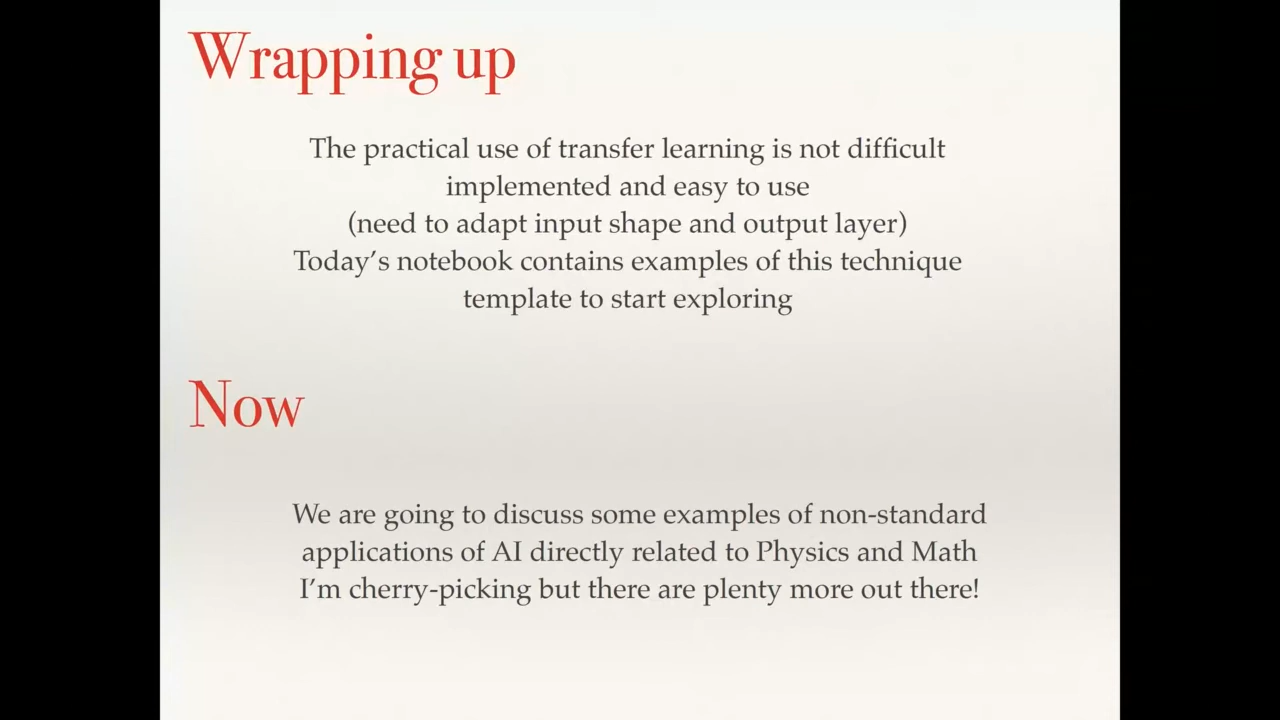 Wrapping up
The practical use of transfer learning is not difficult
implemented and easy to use
(need to adapt input shape and output layer)
Today’s notebook contains examples of this technique
template to start exploring
Now
We are going to discuss some examples of non-standard
applications of AI directly related to Physics and Math
I’m cherry-picking but there are plenty more out there!